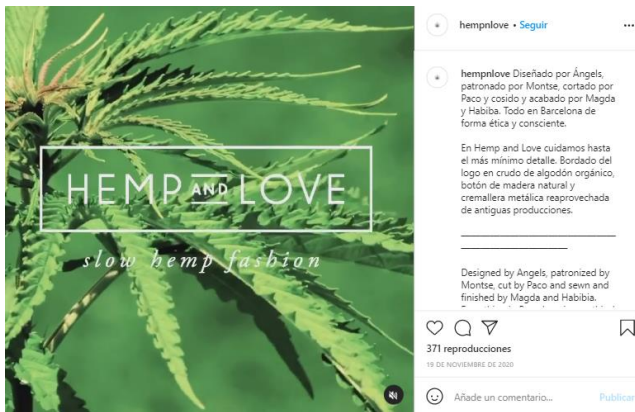 HEMP AND LOVE
slow hemp fashion
hempnlove • Seguir
hempnlove Diseñado por Ángels,
patronado por Montse, cortado por
Paco y cosido y acabado por Magda
y Habiba. Todo en Barcelona de
forma ética y consciente.
En Hemp and Love cuidamos hasta
el más mínimo detalle. Bordado del
logo en crudo de algodón orgánico,
botón de madera natural y
cremallera metálica reaprovechada
de antiguas producciones.
Designed by Angels, patronized by
Montse, cut by Paco and sewn and
finished by Magda and Habibia.
371 reproducciones
19 DE NOVIEMBRE DE 2020
Añade un comentario...
Publicar